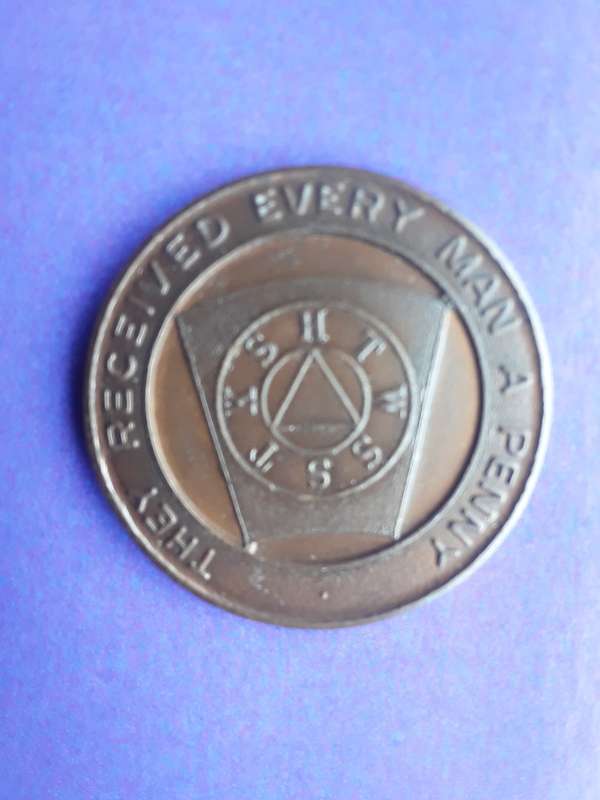 THEY RECEIVED EVERY MAN A PENNY
H T W S S T K S